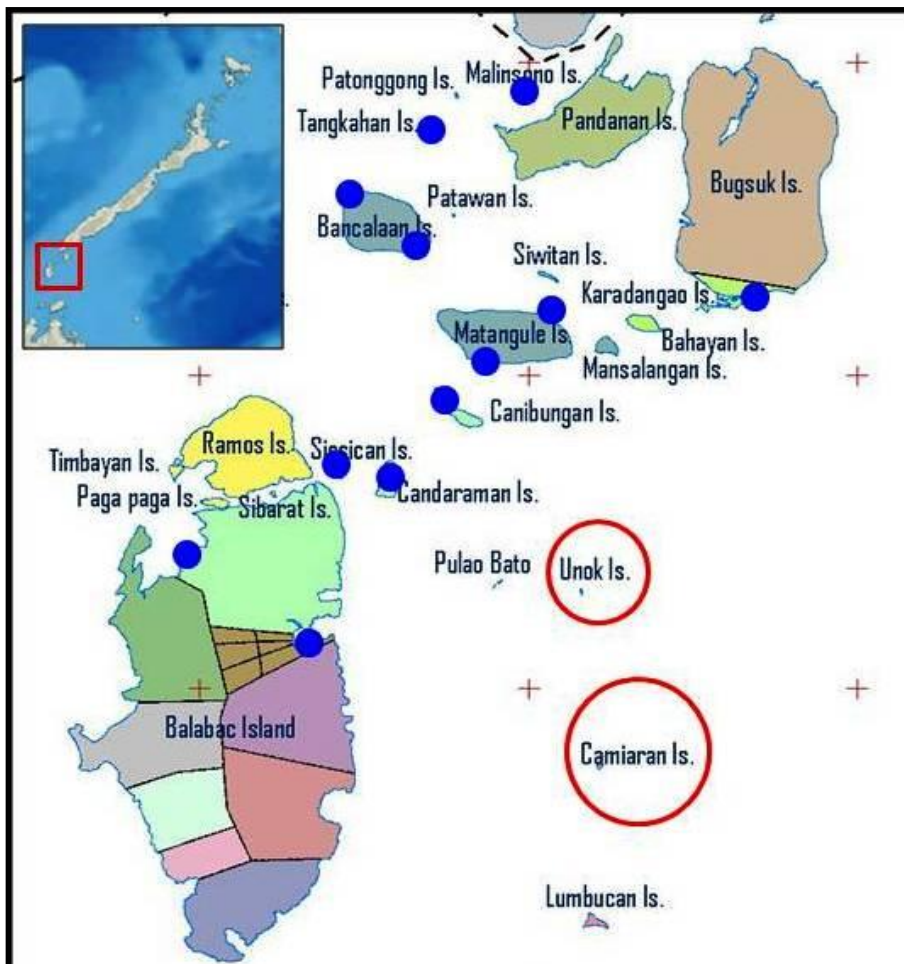 Patonggong Is.
Malinsono Is.
Tangkahan Is.
Pandanan Is.
Bugsuk Is.
Patawan Is.
Bancalaan Is.
Siwitan Is.
Karadangao Is.
Matangule Is.
Bahayan Is.
Mansalangan Is.
Canibungan Is.
Ramos Is.
Is.
Timbayan Is.
Paga paga Is.
Sibarat Is.
Candaraman Is.
Pulao Bato
Unok Is.
Balabac Island
Camiaran Is.
Lumbucan Is.